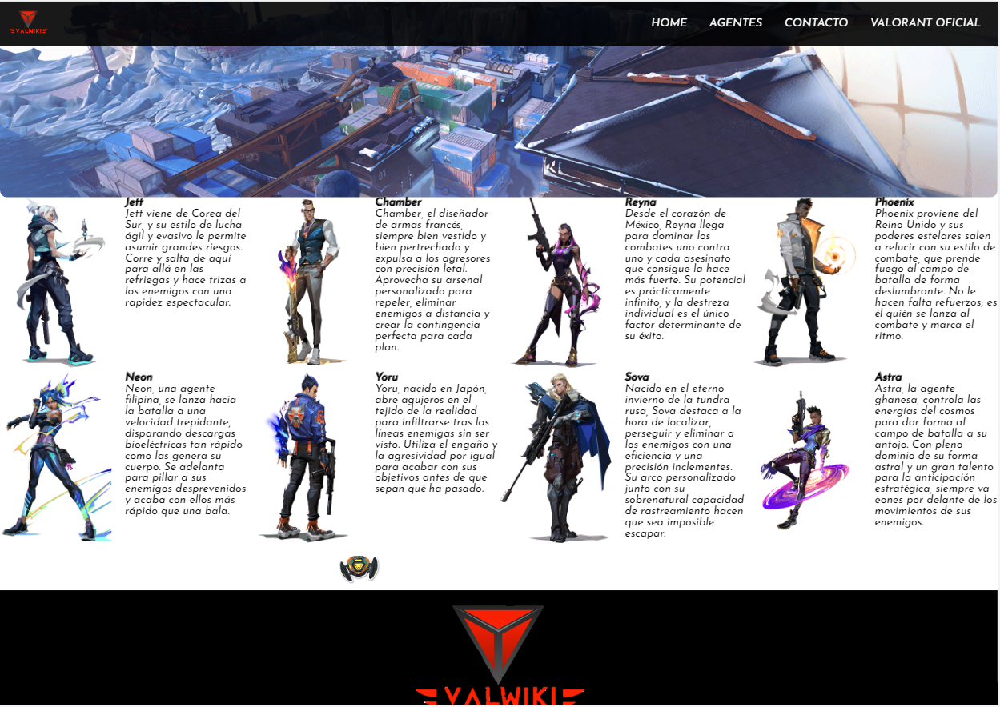 VALWIKI
HOME AGENTES CONTACTO VALORANT OFICIAL
Jett
Jett viene de Corea del
Sur, y su estilo de lucha
ágil y evasivo le permite
asumir grandes riesgos.
Corre y salta de aquí
para allá en las
refriegas y hace trizas a
los enemigos con una
rapidez espectacular.
Chamber
Chamber, el diseñador
de armas francés,
siempre bien vestido y
bien pertrechado y
expulsa a los agresores
con precisión letal.
Aprovecha su arsenal
personalizado para
repeler, eliminar
enemigos a distancia y
crear la contingencia
perfecta para cada
plan.
Reyna
Desde el corazón de
México, Reyna llega
para dominar los
combates uno contra
uno y cada asesinato
que consigue la hace
más fuerte. Su potencial
es prácticamente
infinito, y la destreza
individual es el único
factor determinante de
su éxito.
Phoenix
Phoenix proviene del
Reino Unido y sus
poderes estelares salen
a relucir con su estilo de
combate, que prende
fuego al campo de
batalla de forma
deslumbrante. No le
hacen falta refuerzos; es
él quién se lanza al
combate y marca el
ritmo.
Neon
Neon, una agente
filipina, se lanza hacia
la batalla a una
velocidad trepidante,
disparando descargas
bioeléctricas tan rápido
como las genera su
cuerpo. Se adelanta
para pillar a sus
enemigos desprevenidos
y acaba con ellos más
rápido que una bala.
Yoru
Yoru, nacido en Japón,
abre agujeros en el
tejido de la realidad
para infiltrarse tras las
líneas enemigas sin ser
visto. Utiliza el engaño y
la agresividad por igual
para acabar con sus
objetivos antes de que
sepan qué ha pasado.
Sova
Nacido en el eterno
invierno de la tundra
rusa, Sova destaca a la
hora de localizar,
perseguir y eliminar a
los enemigos con una
eficiencia y una
precisión inclementes.
Su arco personalizado
junto con su
sobrenatural capacidad
de rastreamiento hacen
que sea imposible
escapar.
Astra
Astra, la agente
ghanesa, controla las
energías del cosmos
para dar forma al
campo de batalla a su
antojo. Con pleno
dominio de su forma
astral y un gran talento
para la anticipación
estratégica, siempre va
eones por delante de los
movimientos de sus
enemigos.
VALWIKI